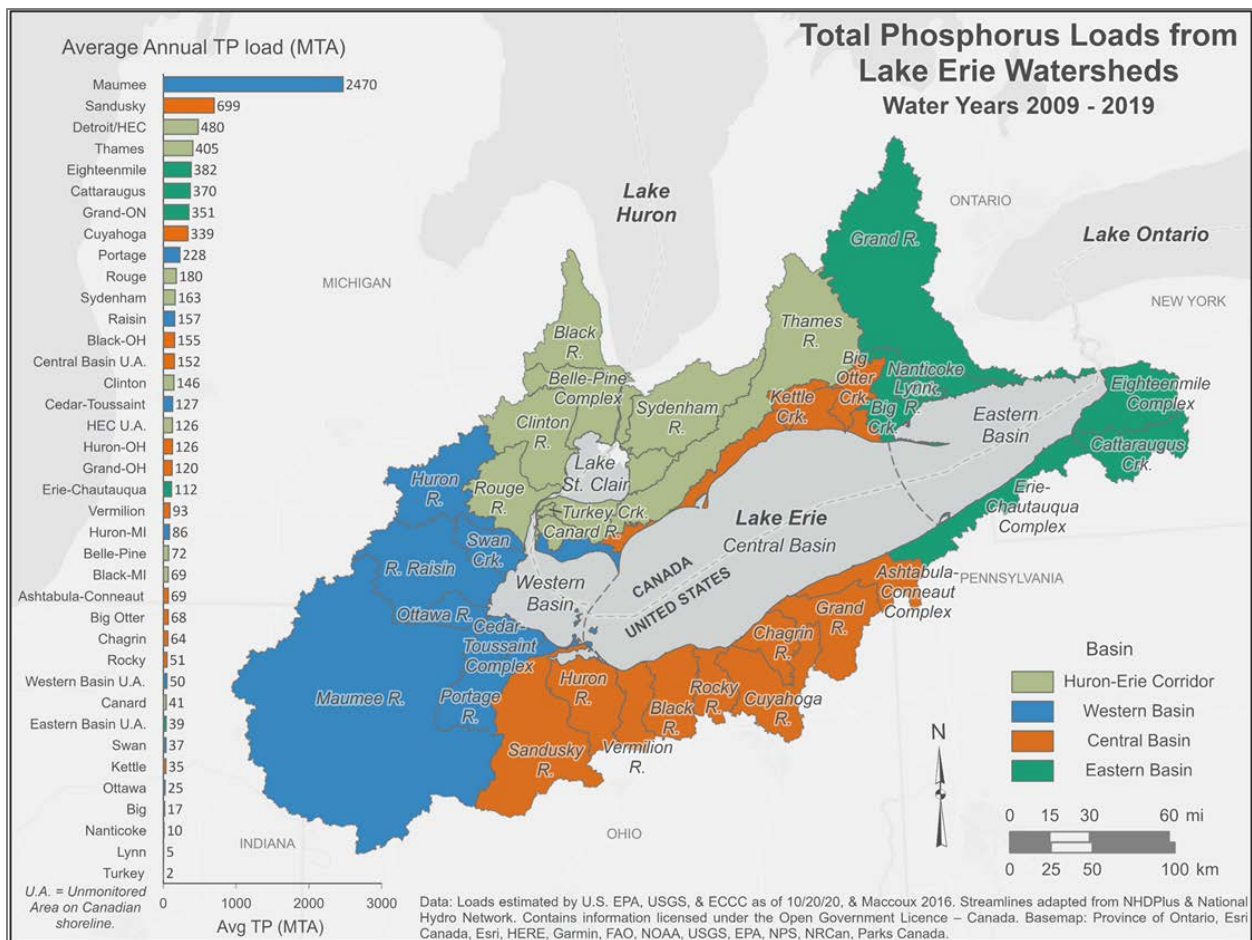 Total Phosphorus Loads from
Lake Erie Watersheds
Water Years 2009 - 2019
Average Annual TP load (MTA)
Maumee 2470
Sandusky 699
Detroit/HEC 480
Thames 405
Eighteenmile 382
Cattaraugus 370
Grand-ON 351
Cuyahoga 339
Portage 228
Rouge 180
Sydenham 163
Raisin 157
Black-OH 155
Central Basin U.A. 152
Clinton 146
Cedar-Toussaint 127
HEC U.A. 126
Huron-OH 126
Grand-OH 120
Erie-Chautauqua 112
Vermilion 93
Huron-MI 86
Belle-Pine 72
Black-MI 69
Ashtabula-Conneaut 69
Big Otter 68
Chagrin 64
Rocky 51
Western Basin U.A. 50
Canard 41
Eastern Basin U.A. 39
Swan 37
Kettle 35
Ottawa 25
Big 17
Nanticoke 10
Lynn 5
Turkey 2
0 1000 2000 3000
Avg TP (MTA)
U.A. = Unmonitored
Area on Canadian
shoreline.
Lake
Huron
ONTARIO
Lake Ontario
MICHIGAN
NEW YORK
Grand R.
Black
R.
Belle-Pine
Complex
Clinton
R.
Sydenham
R.
Thames
R.
Big
Otter
Crk.
Kettle
Crk.
Big
Crk.
Nanticoke
Lynn
R.
Eastern
Basin
Eighteenmile
Complex
Cattaraugus
Crk.
Erie-
Chautauqua
Complex
Lake
St. Clair
Huron
R.
Rouge
R.
Turkey Crk.
Canard R.
Swan
Crk.
R. Raisin
Ottawa R.
Western
Basin
Lake Erie
Central Basin
CANADA
UNITED STATES
Cedar-
Toussaint
Complex
Maumee R.
Portage
R.
Sandusky
R.
Huron
R.
Vermilion
R.
Black
R.
Rocky
R.
Cuyahoga
R.
Chagrin
R.
Grand
R.
Ashtabula-
Conneaut
Complex
PENNSYLVANIA
INDIANA
OHIO
Basin
Huron-Erie Corridor
Western Basin
Central Basin
Eastern Basin
N
0 15 30 60 mi
0 25 50 100 km
Data: Loads estimated by U.S. EPA, USGS, & ECCC as of 10/20/20, & Maccoux 2016. Streamlines adapted from NHDPlus & National
Hydro Network. Contains information licensed under the Open Government Licence – Canada. Basemap: Province of Ontario, Esri
Canada, Esri, HERE, Garmin, FAO, NOAA, USGS, EPA, NPS, NRCan, Parks Canada.